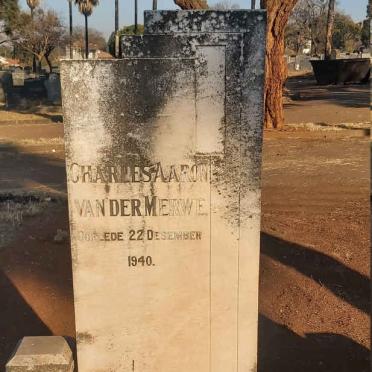 CHARLES AARON
VAN DER MERWE
OORLEDE 22 DESEMBER
1940.